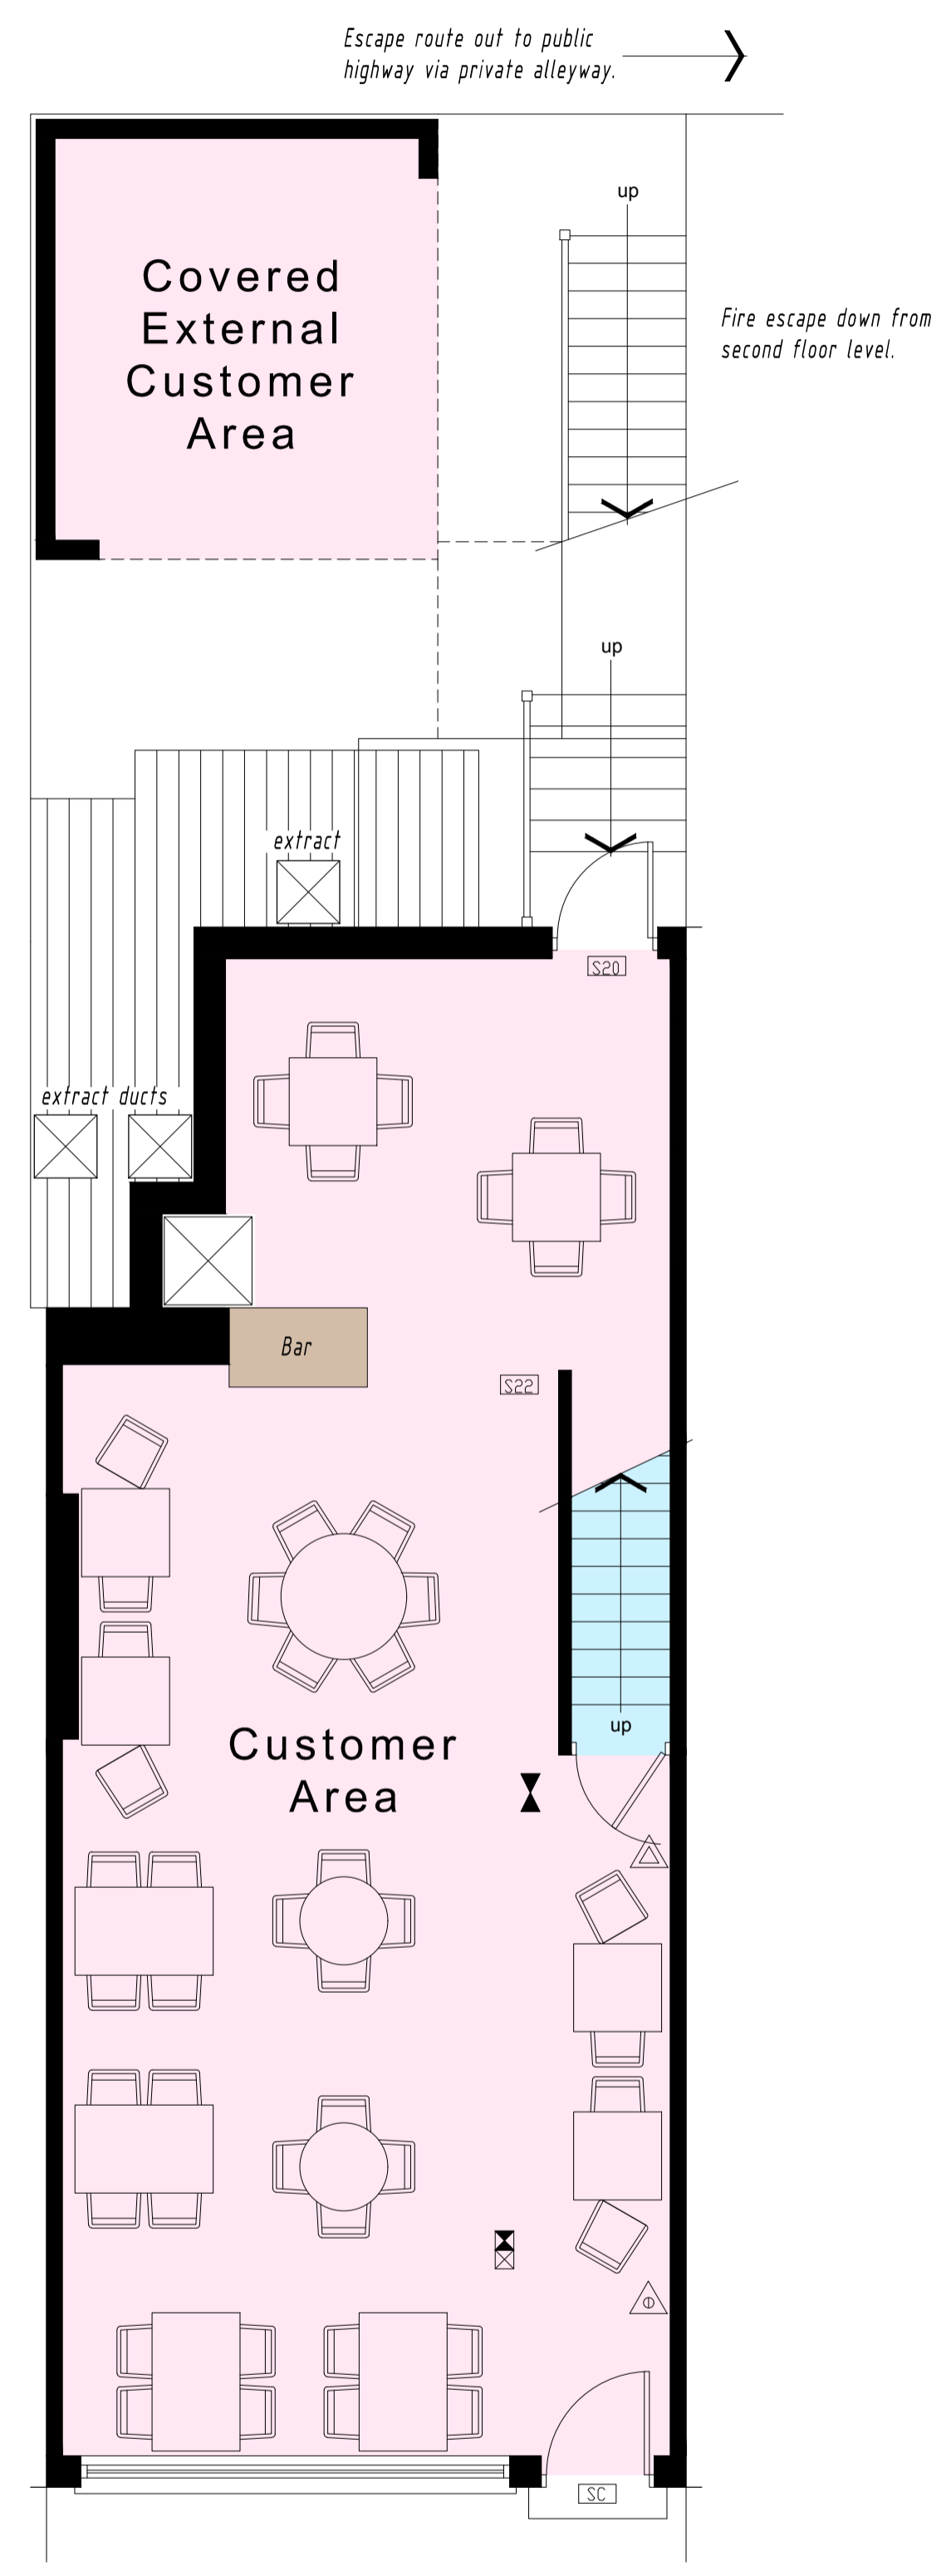 Escape route out to public
highway via private alleyway.
up
Covered
External
Customer
Area
Fire escape down from
second floor level.
up
extract
S20
extract ducts
Bar
S22
up
Customer
Area
SC